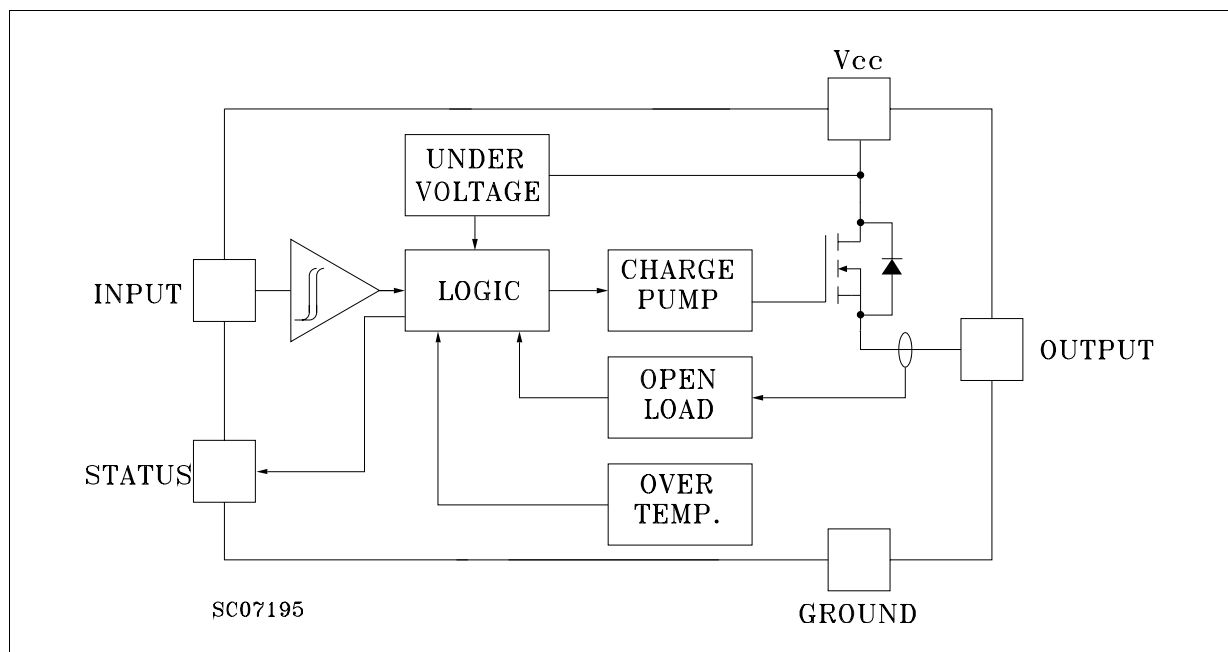 Vcc
UNDER
VOLTAGE
INPUT
LOGIC
CHARGE
PUMP
OUTPUT
OPEN
LOAD
STATUS
OVER
TEMP.
SC07195
GROUND